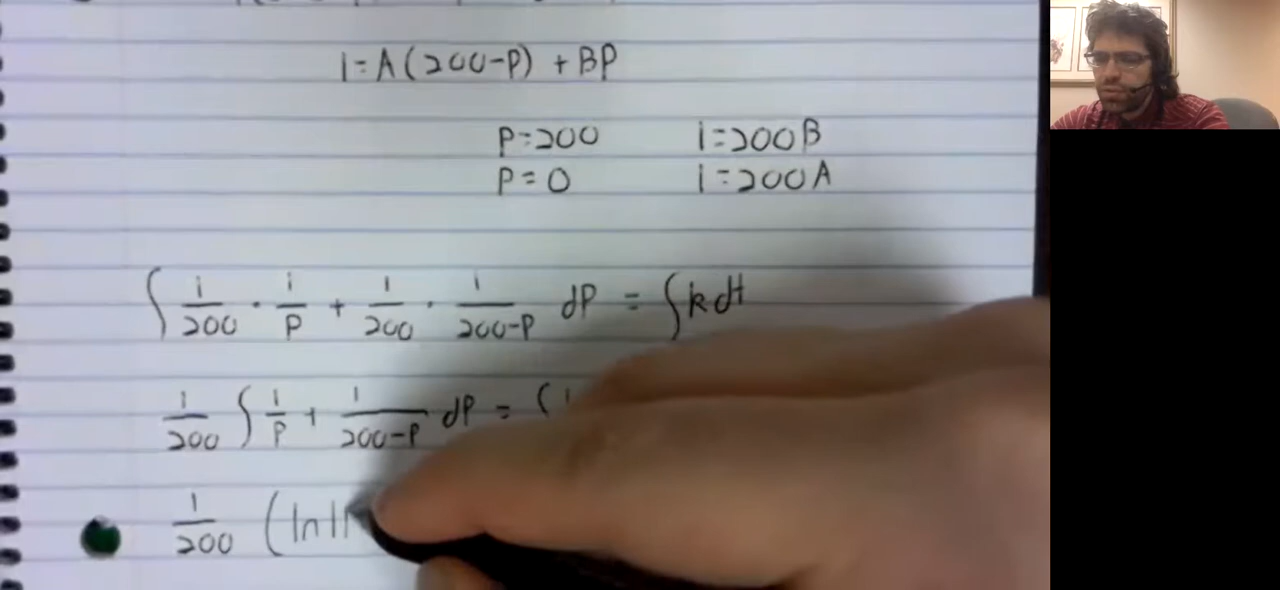 1=A(200-P) + BP
P=200 1=200B
P=0 1=200A
∫ 1/200 · 1/P + 1/200 · 1/200-P dP = ∫k dt
1/200 ∫ 1/P + 1/200-P dP =
1/200 (ln|